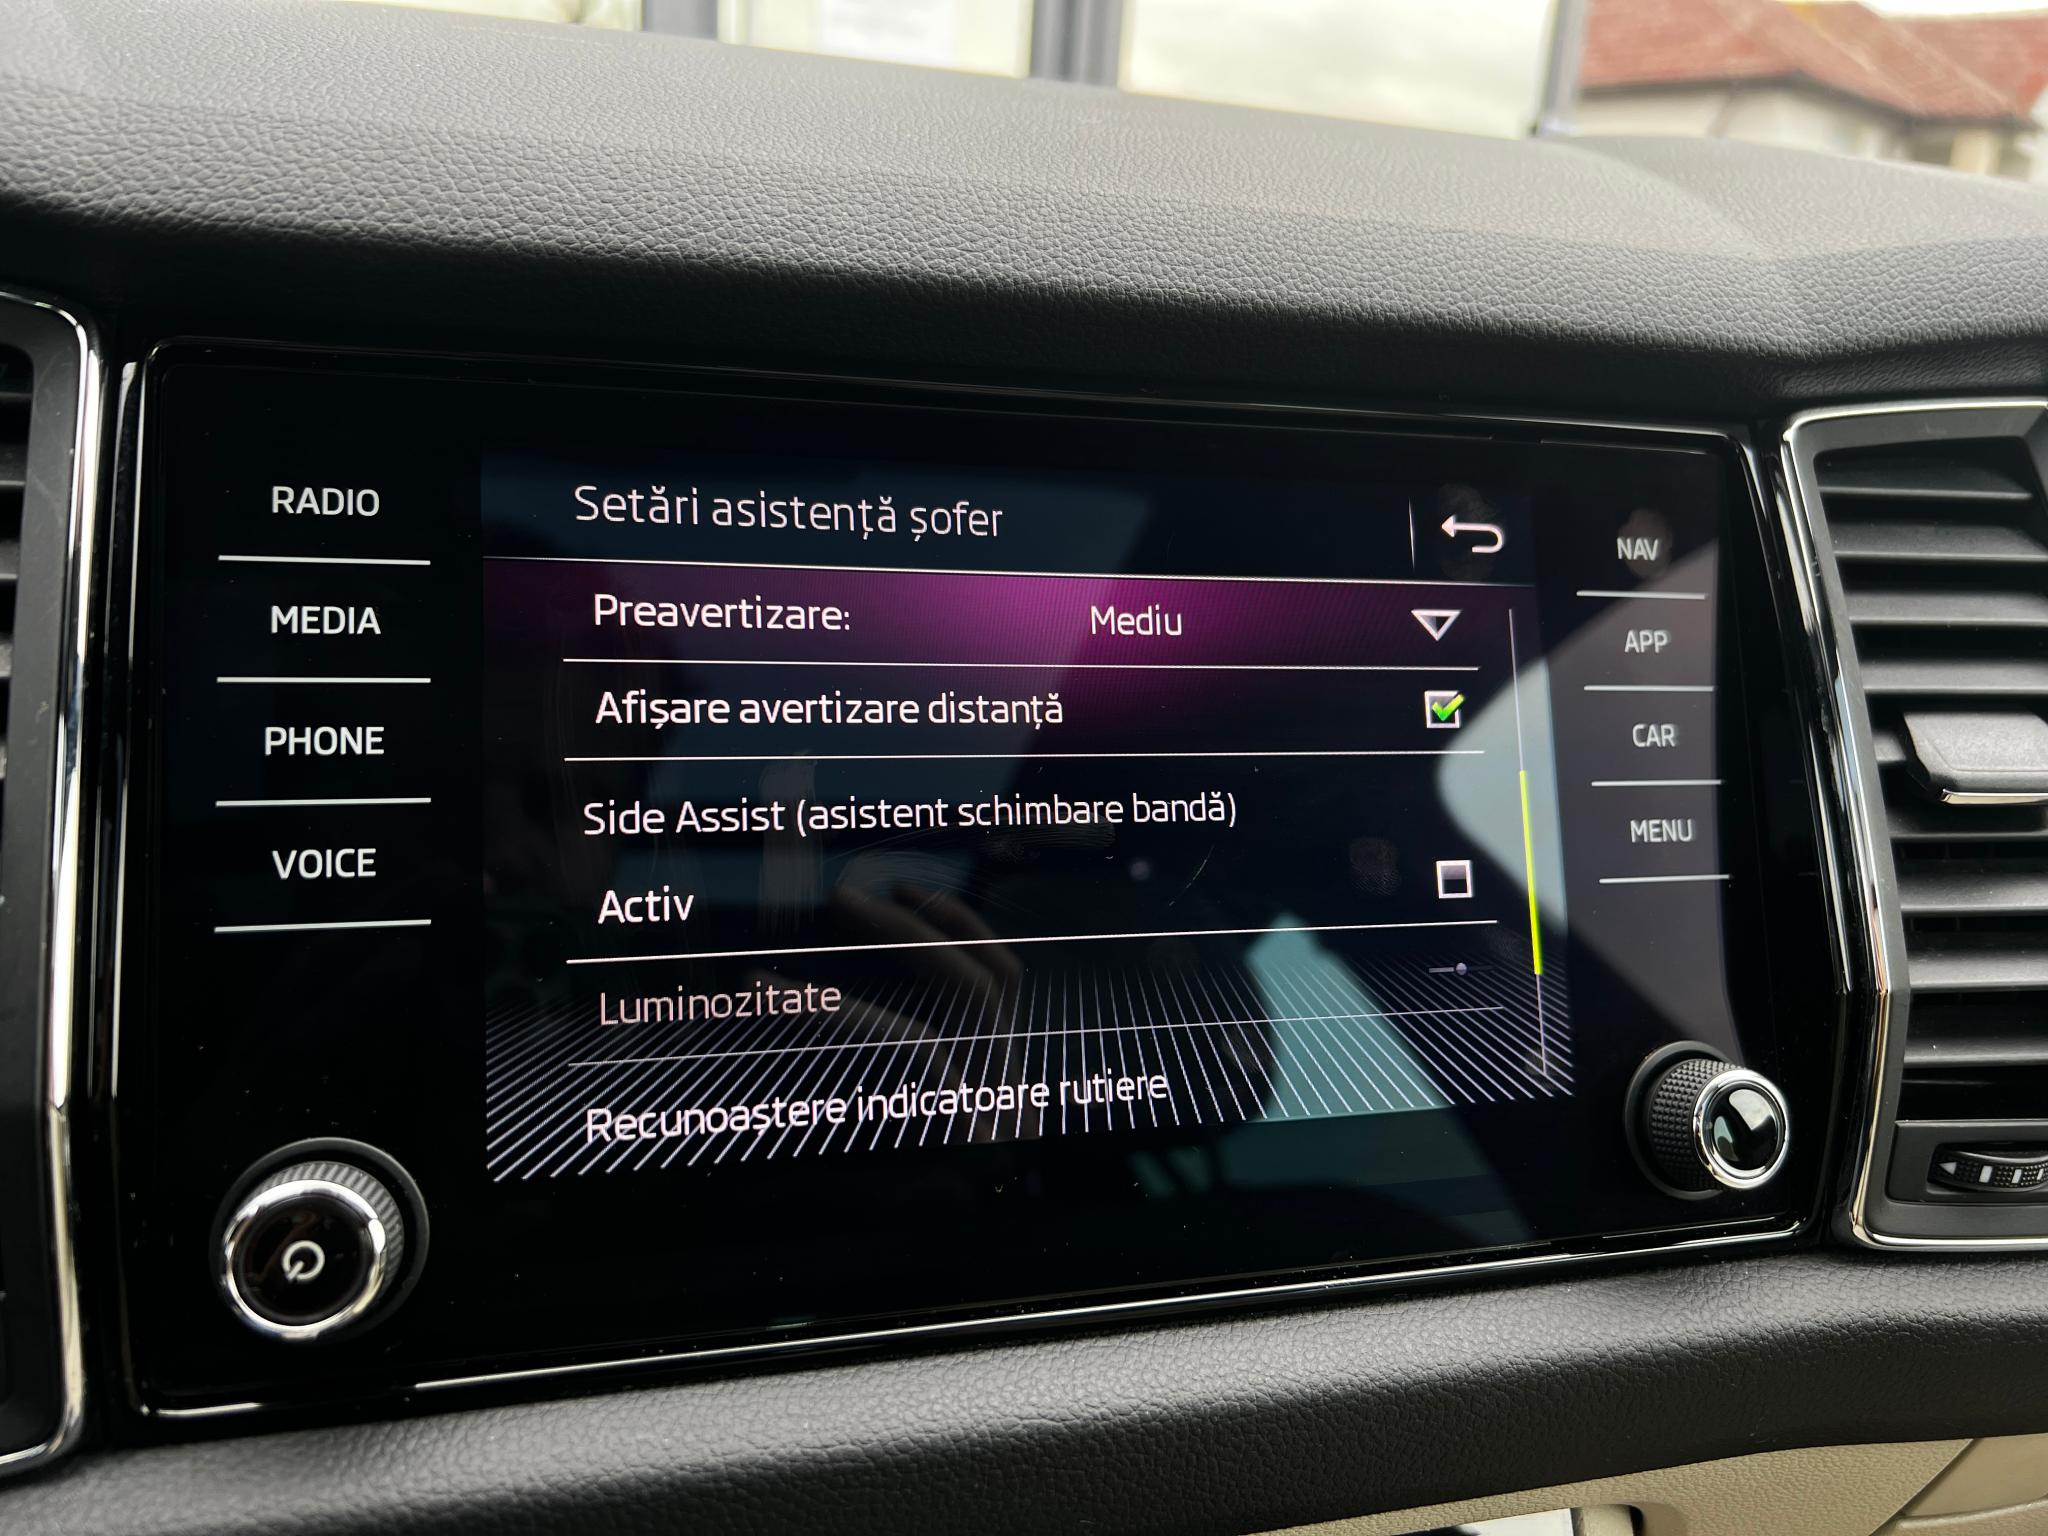 RADIO
MEDIA
PHONE
VOICE
Setări asistență șofer
Preavertizare: Mediu
Afișare avertizare distanță
Side Assist (asistent schimbare bandă)
Activ
Luminozitate
Recunoaștere indicatoare rutiere
NAV
APP
CAR
MENU